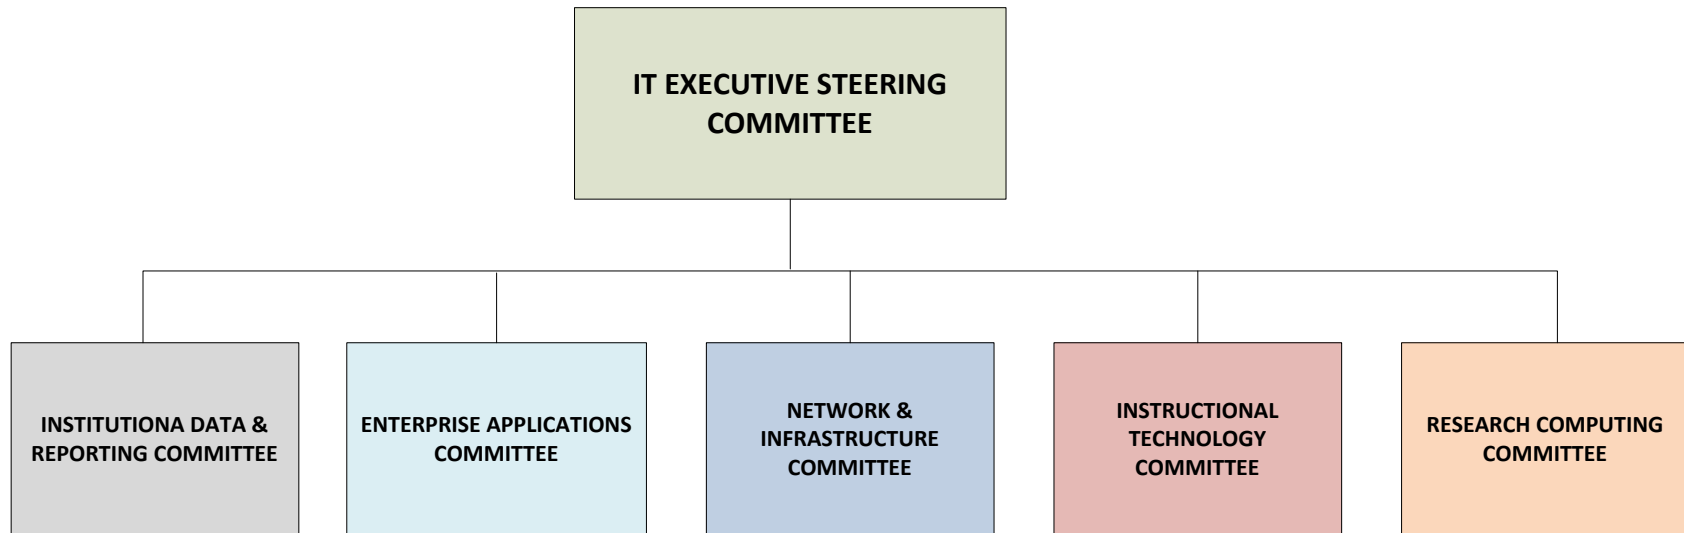 IT EXECUTIVE STEERING
COMMITTEE
INSTITUTIONA DATA &
REPORTING COMMITTEE
ENTERPRISE APPLICATIONS
COMMITTEE
NETWORK &
INFRASTRUCTURE
COMMITTEE
INSTRUCTIONAL
TECHNOLOGY
COMMITTEE
RESEARCH COMPUTING
COMMITTEE